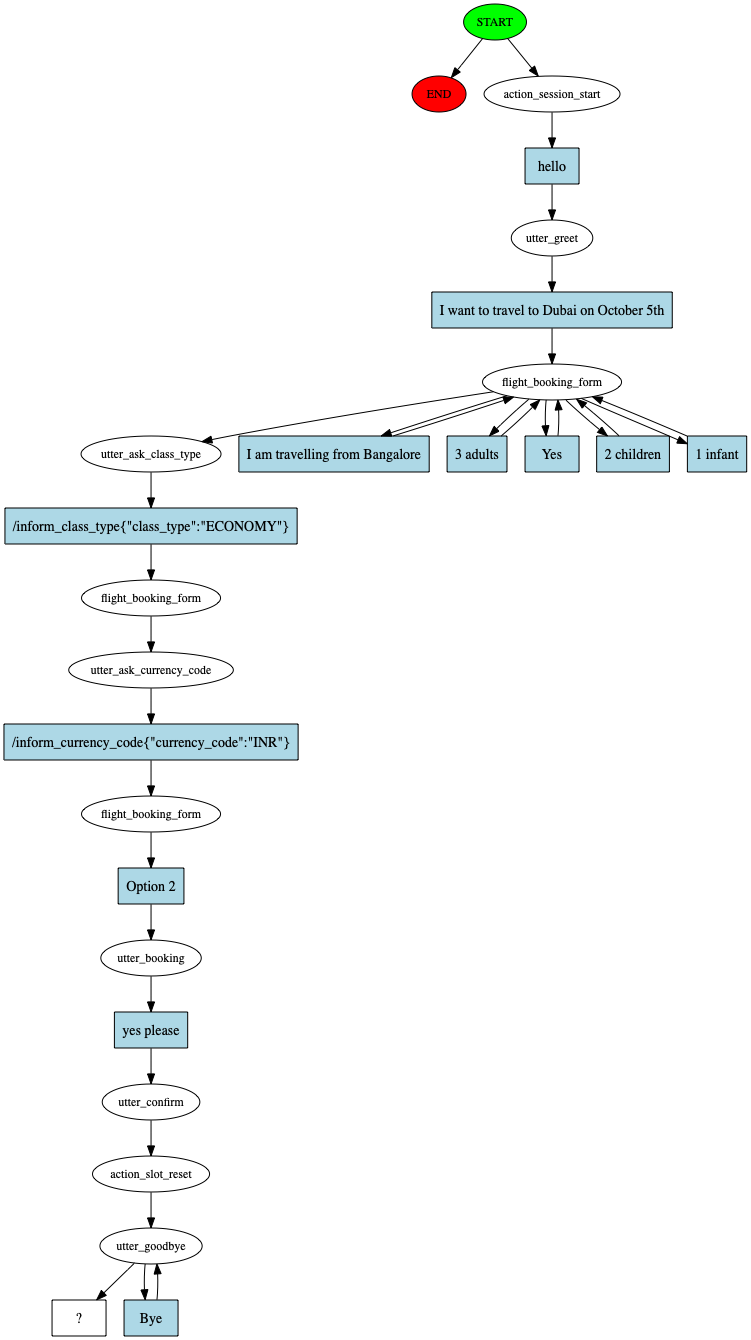 START
END
action_session_start
hello
utter_greet
I want to travel to Dubai on October 5th
flight_booking_form
utter_ask_class_type
I am travelling from Bangalore
3 adults
Yes
2 children
1 infant
/inform_class_type{"class_type":"ECONOMY"}
flight_booking_form
utter_ask_currency_code
/inform_currency_code{"currency_code":"INR"}
flight_booking_form
Option 2
utter_booking
yes please
utter_confirm
action_slot_reset
utter_goodbye
?
Bye